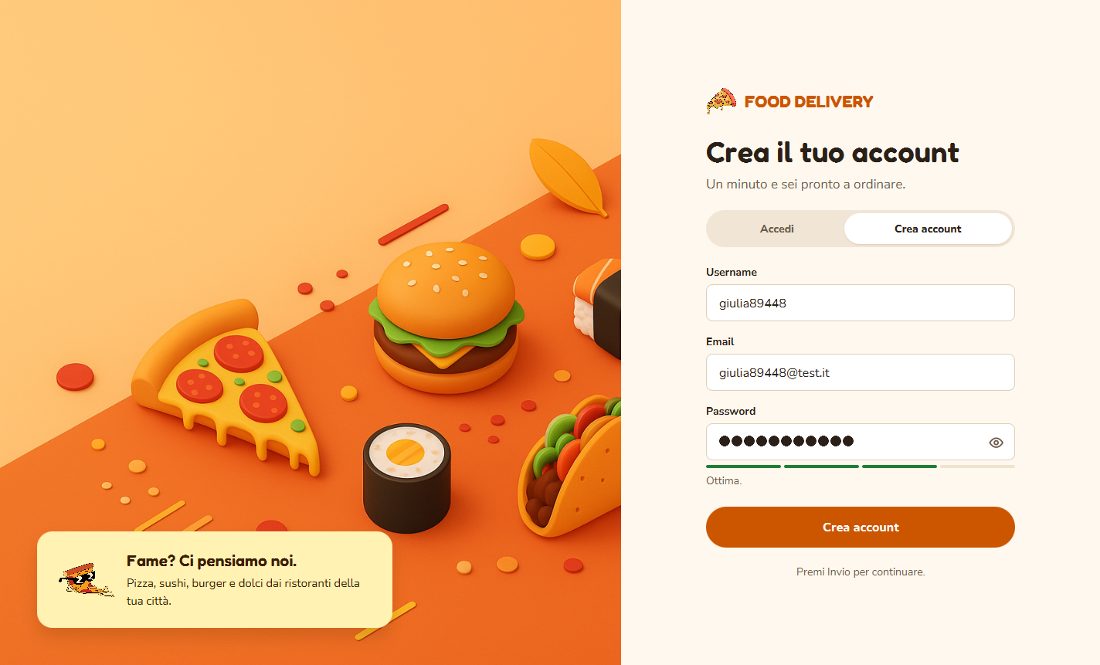 FOOD DELIVERY
Crea il tuo account
Un minuto e sei pronto a ordinare.
Accedi
Crea account
Username
giulia89448
Email
giulia89448@test.it
Password
●●●●●●●●●●●
Ottima.
Crea account
Premi Invio per continuare.
Fame? Ci pensiamo noi.
Pizza, sushi, burger e dolci dai ristoranti della
tua città.